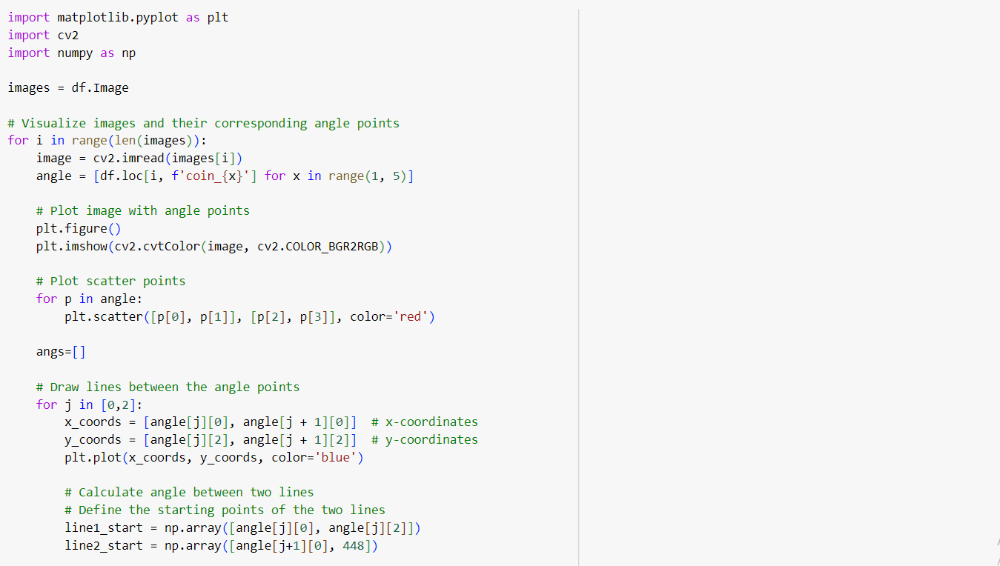 import matplotlib.pyplot as plt
import cv2
import numpy as np

images = df.Image

# Visualize images and their corresponding angle points
for i in range(len(images)):
    image = cv2.imread(images[i])
    angle = [df.loc[i, f'coin_{x}'] for x in range(1, 5)]

    # Plot image with angle points
    plt.figure()
    plt.imshow(cv2.cvtColor(image, cv2.COLOR_BGR2RGB))

    # Plot scatter points
    for p in angle:
        plt.scatter([p[0], p[1]], [p[2], p[3]], color='red')

    angs=[]

    # Draw lines between the angle points
    for j in [0,2]:
        x_coords = [angle[j][0], angle[j + 1][0]]  # x-coordinates
        y_coords = [angle[j][2], angle[j + 1][2]]  # y-coordinates
        plt.plot(x_coords, y_coords, color='blue')

        # Calculate angle between two lines
        # Define the starting points of the two lines
        line1_start = np.array([angle[j][0], angle[j][2]])
        line2_start = np.array([angle[j+1][0], 448])